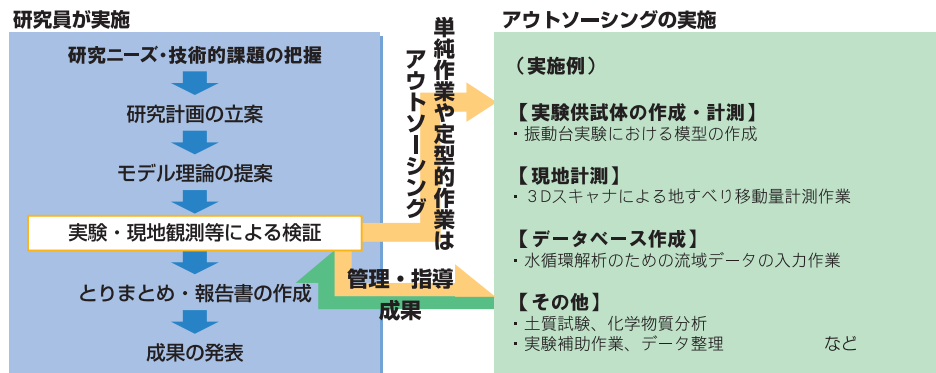 研究員が実施
研究ニーズ・技術的課題の把握
研究計画の立案
モデル理論の提案
実験・現地観測等による検証
とりまとめ・報告書の作成
成果の発表
単純作業や定型的作業は
アウトソーシング
管理・指導
成果
アウトソーシングの実施
（実施例）
【実験供試体の作成・計測】
・振動台実験における模型の作成
【現地計測】
・３Dスキャナによる地すべり移動量計測作業
【データベース作成】
・水循環解析のための流域データの入力作業
【その他】
・土質試験、化学物質分析
・実験補助作業、データ整理　　　　　など